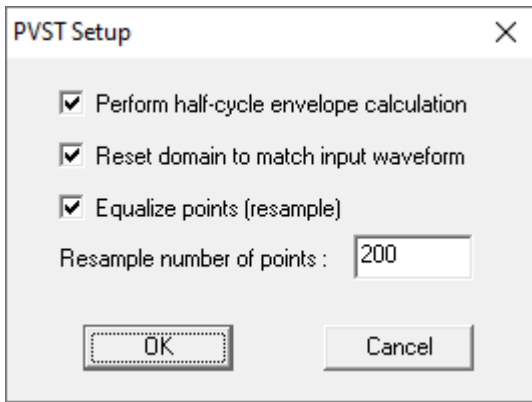 PVST Setup
Perform half-cycle envelope calculation
Reset domain to match input waveform
Equalize points (resample)
Resample number of points : 200
OK Cancel